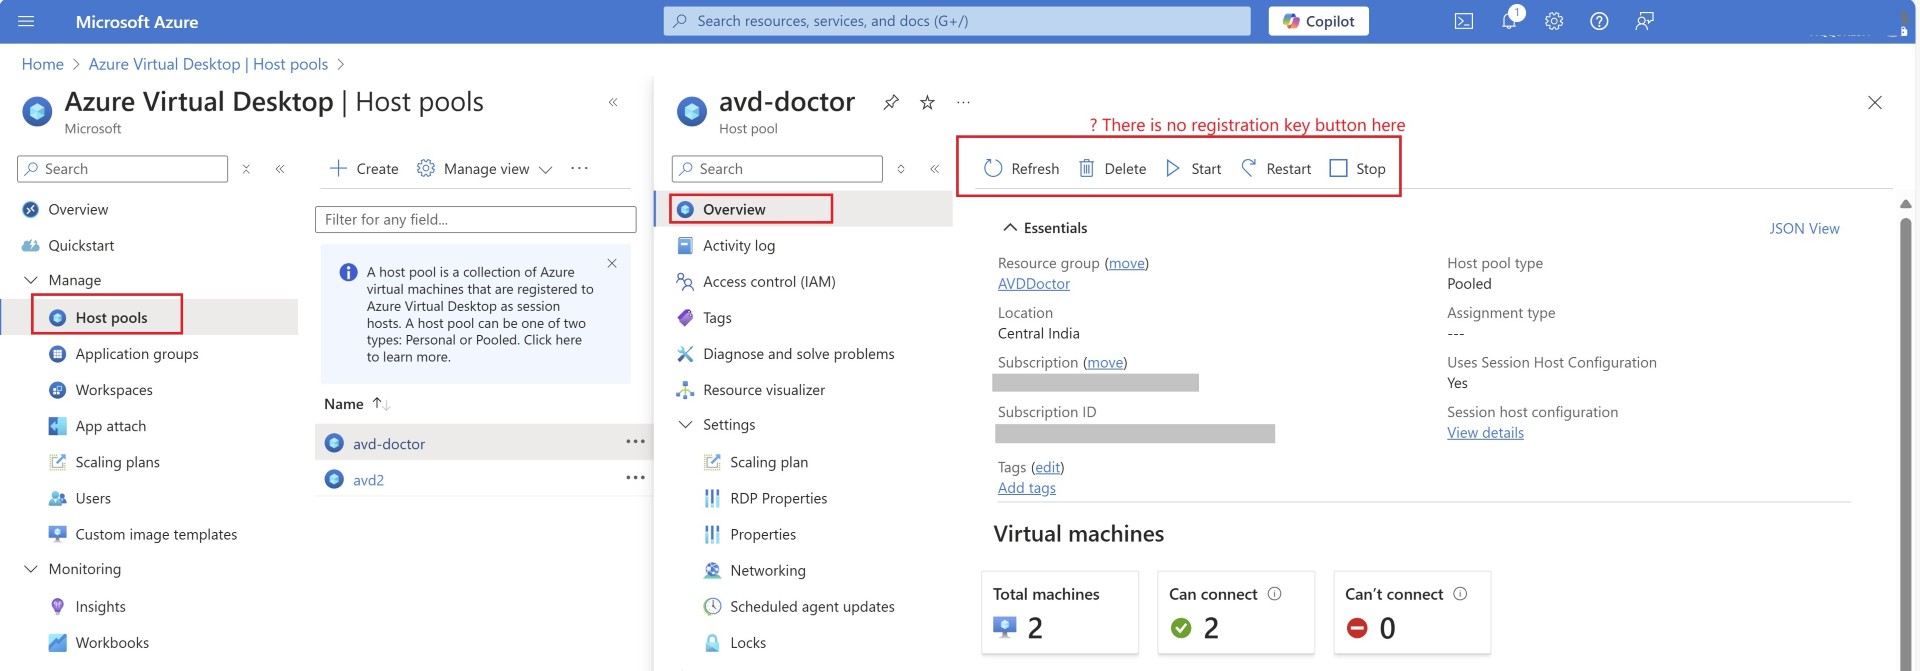 Microsoft Azure
Search resources, services, and docs (G+/)
Copilot
1
Home > Azure Virtual Desktop | Host pools >
Azure Virtual Desktop | Host pools
Microsoft
Search
Create
Manage view
Overview
Quickstart
Manage
Host pools
Application groups
Workspaces
App attach
Scaling plans
Users
Custom image templates
Monitoring
Insights
Workbooks
Filter for any field...
A host pool is a collection of Azure
virtual machines that are registered to
Azure Virtual Desktop as session
hosts. A host pool can be one of two
types: Personal or Pooled. Click here
to learn more.
Name
avd-doctor
avd2
avd-doctor
Host pool
Search
? There is no registration key button here
Refresh
Delete
Start
Restart
Stop
Overview
Activity log
Access control (IAM)
Tags
Diagnose and solve problems
Resource visualizer
Settings
Scaling plan
RDP Properties
Properties
Networking
Scheduled agent updates
Locks
Essentials
JSON View
Resource group (move)
AVDDoctor
Location
Central India
Subscription (move)
Subscription ID
Tags (edit)
Add tags
Host pool type
Pooled
Assignment type
---
Uses Session Host Configuration
Yes
Session host configuration
View details
Virtual machines
Total machines
2
Can connect
2
Can't connect
0